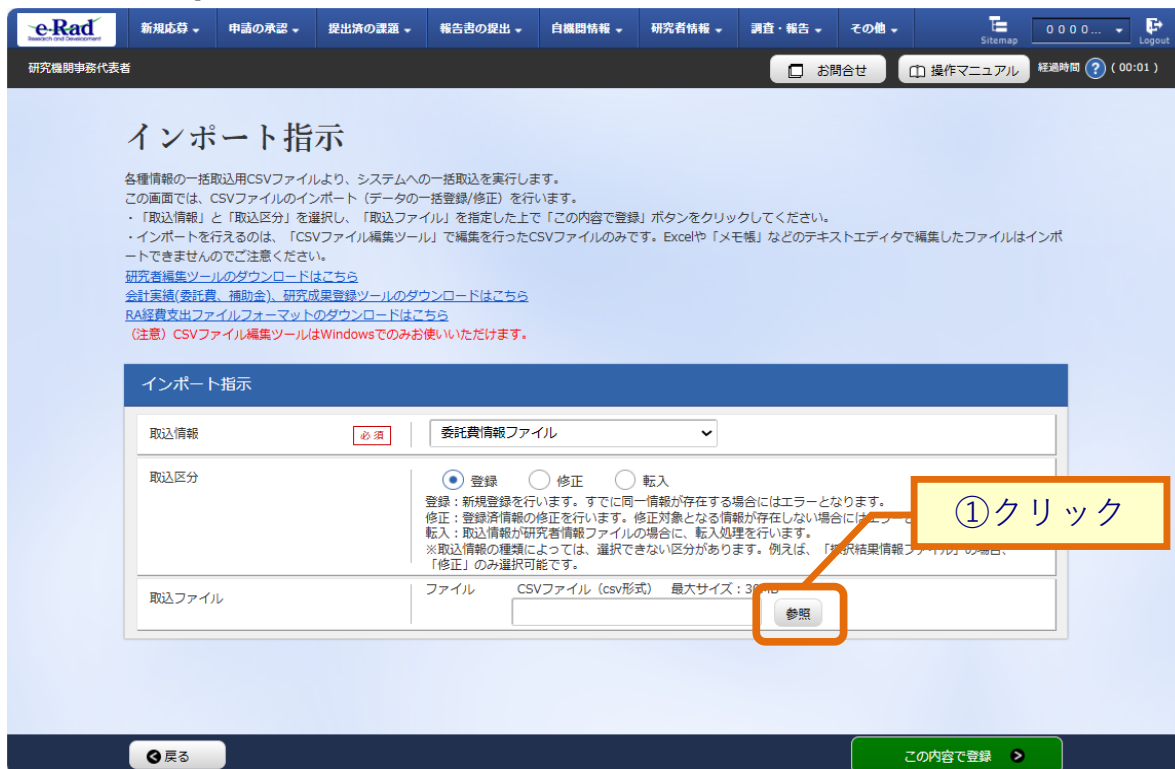 e-Rad
Research and Development
新規応募
申請の承認
提出済の課題
報告書の提出
自機関情報
研究者情報
調査・報告
その他
Sitemap
0000...
Logout
研究機関事務代表者
お問合せ
操作マニュアル
経過時間 ? ( 00:01 )
インポート指示
各種情報の一括取込用CSVファイルより、システムへの一括取込を実行します。
この画面では、CSVファイルのインポート（データの一括登録/修正）を行います。
・「取込情報」と「取込区分」を選択し、「取込ファイル」を指定した上で「この内容で登録」ボタンをクリックしてください。
・インポートを行えるのは、「CSVファイル編集ツール」で編集を行ったCSVファイルのみです。Excelや「メモ帳」などのテキストエディタで編集したファイルはインポ
ートできませんのでご注意ください。
研究者編集ツールのダウンロードはこちら
会計実績(委託費、補助金)、研究成果登録ツールのダウンロードはこちら
RA経費支出ファイルフォーマットのダウンロードはこちら
（注意）CSVファイル編集ツールはWindowsでのみお使いいただけます。
インポート指示
取込情報
必須
委託費情報ファイル
取込区分
登録 修正 転入
登録：新規登録を行います。すでに同一情報が存在する場合にはエラーとなります。
修正：登録済情報の修正を行います。修正対象となる情報が存在しない場合には
転入：取込情報が研究者情報ファイルの場合に、転入処理を行います。
※取込情報の種類によっては、選択できない区分があります。例えば、「採択結果情報ファイル」の場合、
「修正」のみ選択可能です。
①クリック
取込ファイル
ファイル CSVファイル（csv形式） 最大サイズ：
参照
戻る
この内容で登録